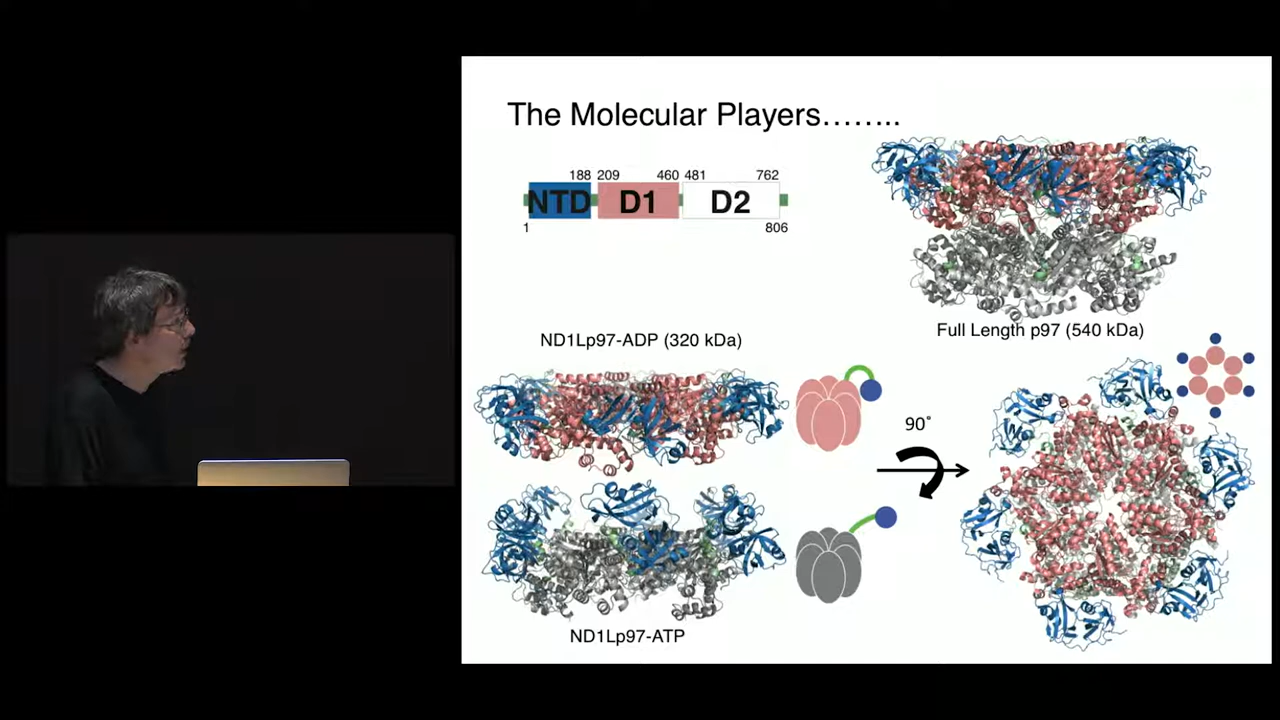 The Molecular Players……..
188 209 460 481 762
NTD D1 D2
1 806
Full Length p97 (540 kDa)
ND1Lp97-ADP (320 kDa)
90˚
ND1Lp97-ATP